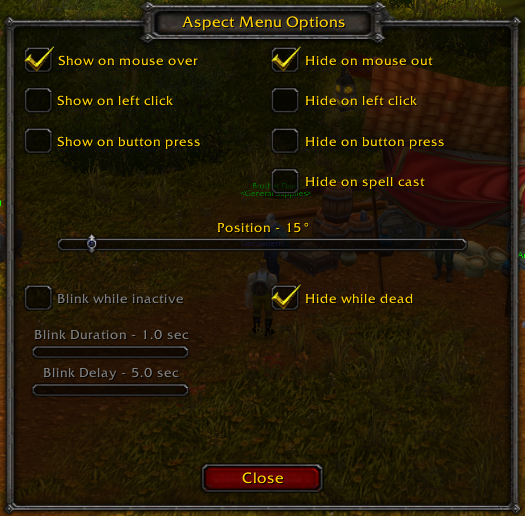 Aspect Menu Options
Show on mouse over
Hide on mouse out
Show on left click
Hide on left click
Show on button press
Hide on button press
Hide on spell cast
<General Supplies>
Position - 15°
Blink while inactive
Hide while dead
Blink Duration - 1.0 sec
Blink Delay - 5.0 sec
Close